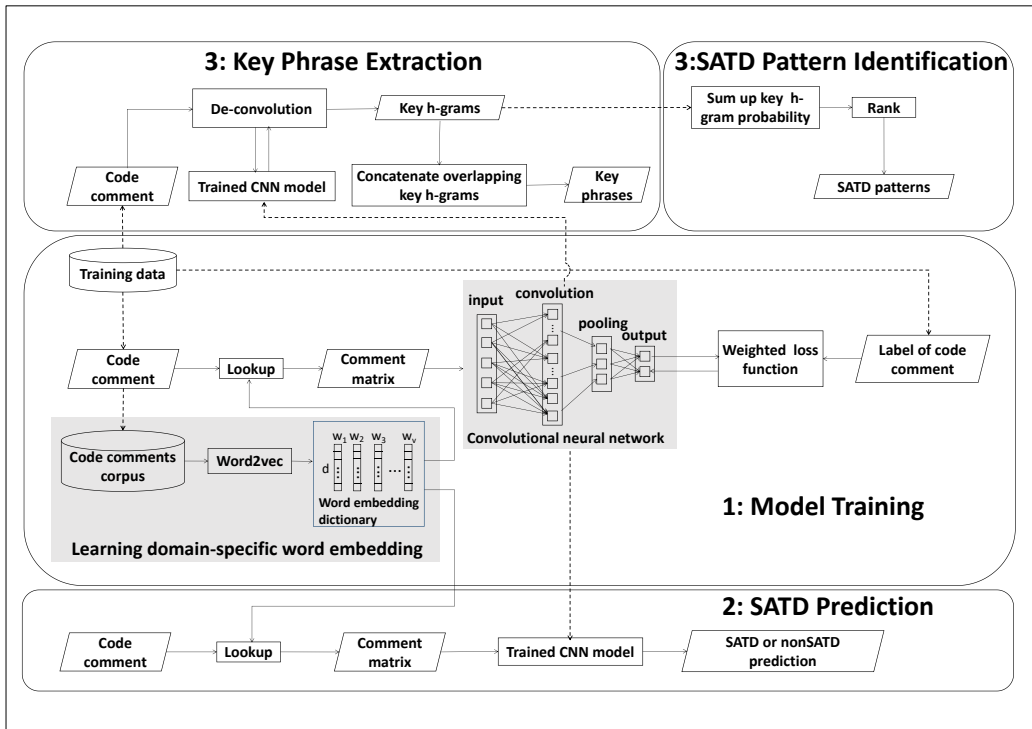 3: Key Phrase Extraction
De-convolution
Key h-grams
Code
comment
Trained CNN model
Concatenate overlapping
key h-grams
Key
phrases
3:SATD Pattern Identification
Sum up key h-
gram probability
Rank
SATD patterns
Training data
Code
comment
Lookup
Comment
matrix
input
convolution
pooling
output
Convolutional neural network
Weighted loss
function
Label of code
comment
Code comments
corpus
Word2vec
w1 w2 w3 wv
d
...
Word embedding
dictionary
Learning domain-specific word embedding
1: Model Training
2: SATD Prediction
Code
comment
Lookup
Comment
matrix
Trained CNN model
SATD or nonSATD
prediction